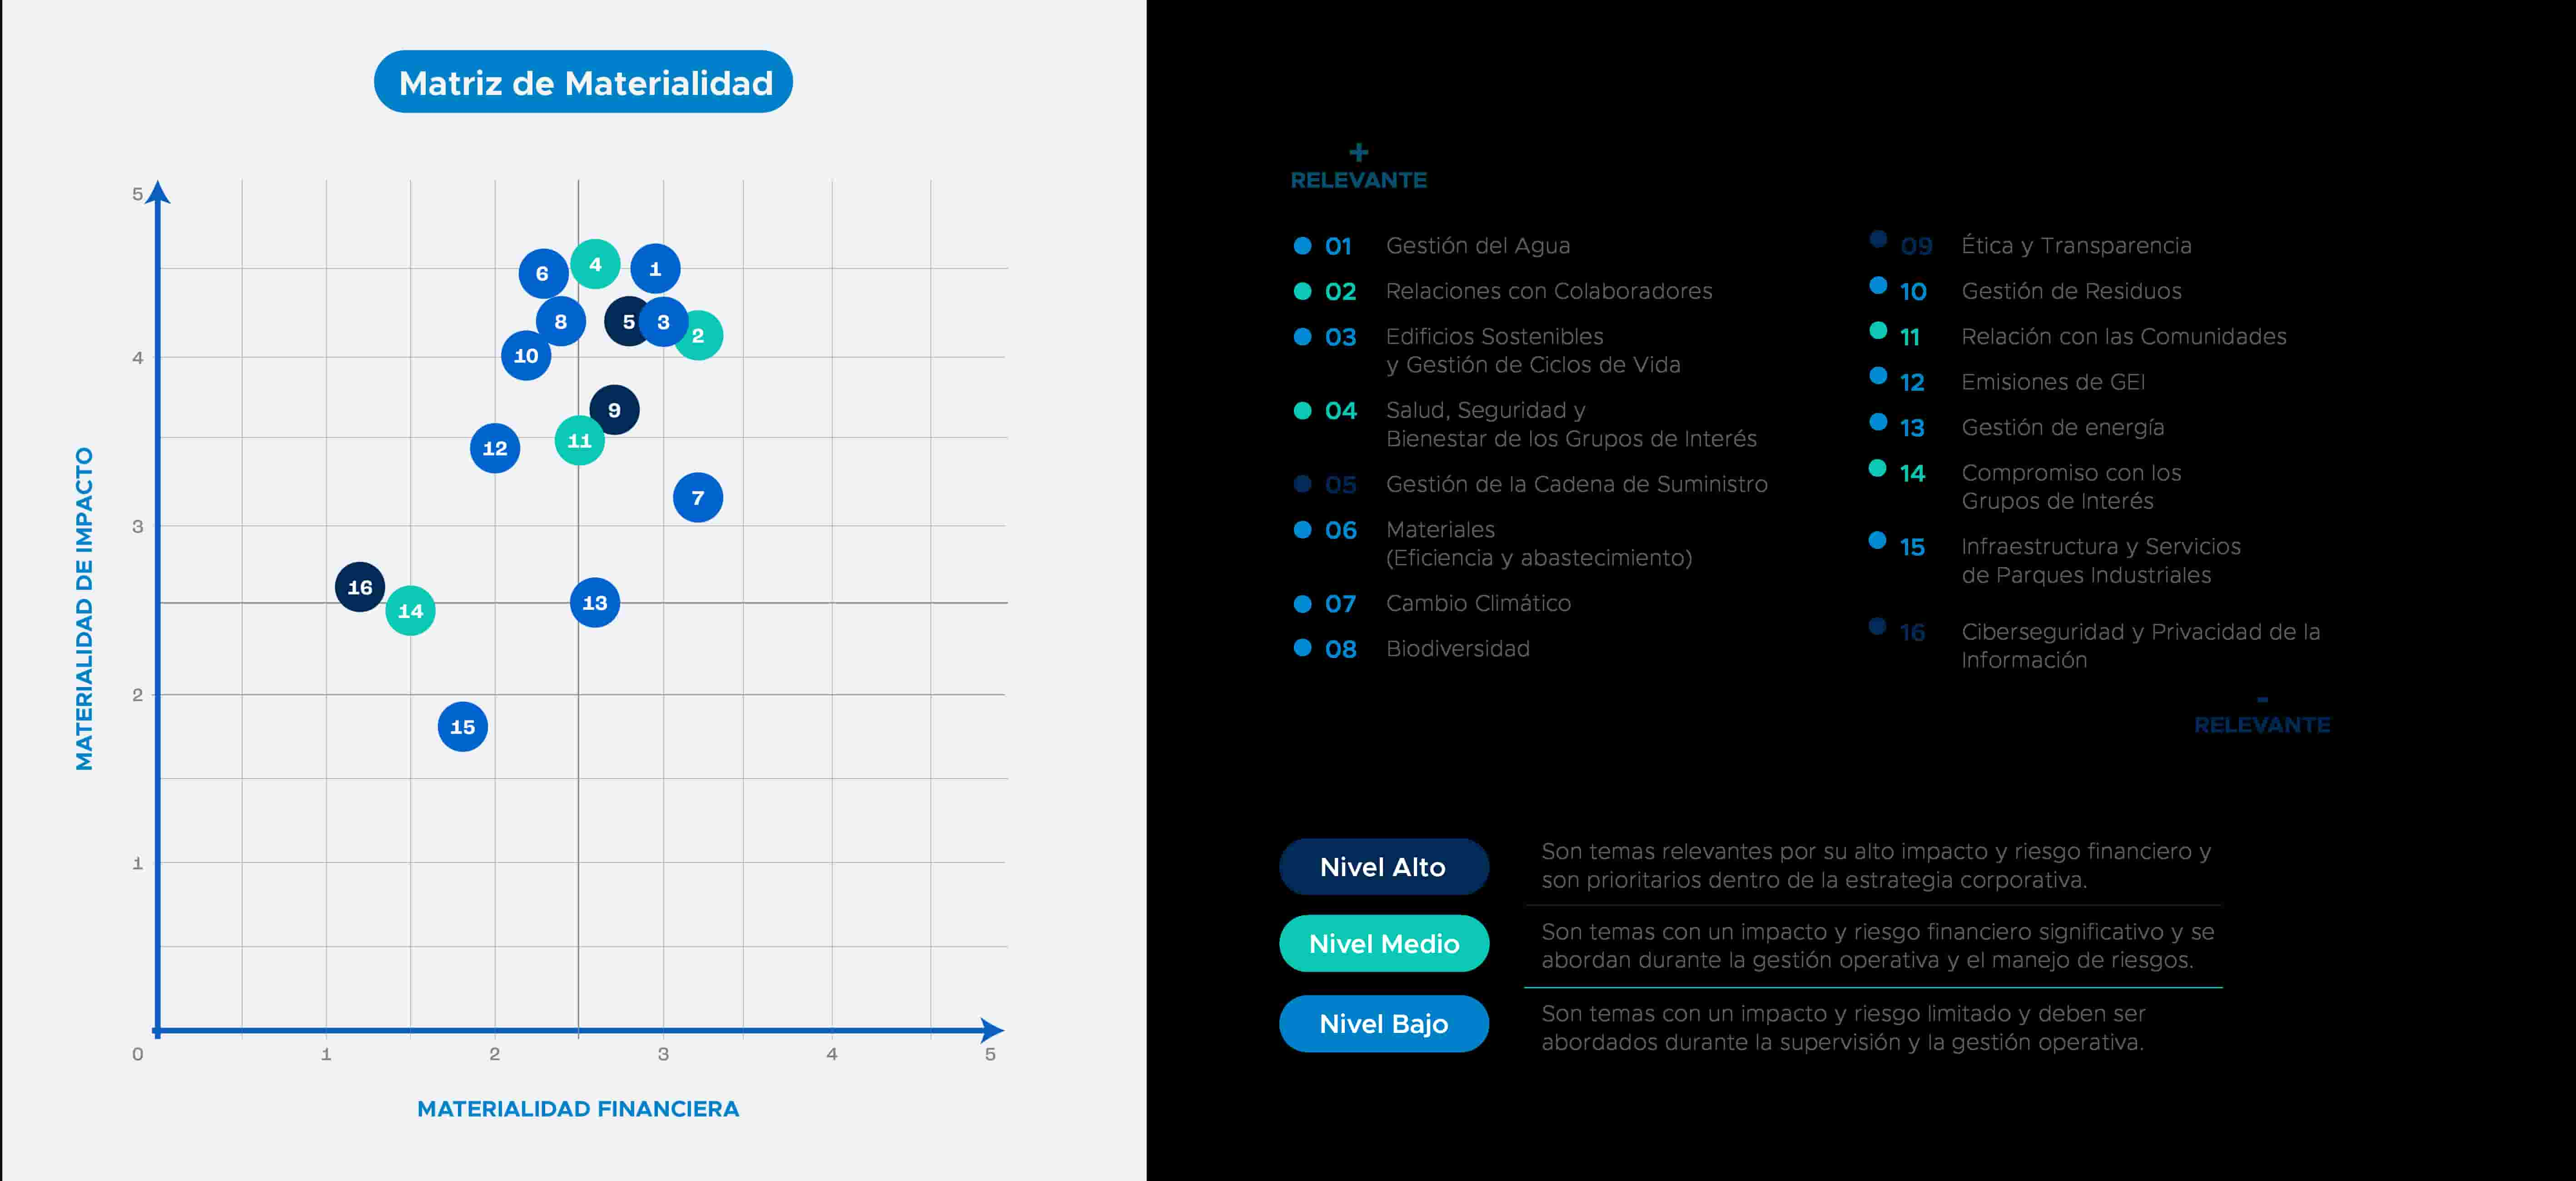 Matriz de Materialidad
MATERIALIDAD DE IMPACTO
5
4
3
2
1
0
1
2
3
4
5
6
4
1
8
5
3
2
10
9
11
12
7
16
14
13
15
MATERIALIDAD FINANCIERA
+
RELEVANTE
01 Gestión del Agua
02 Relaciones con Colaboradores
03 Edificios Sostenibles
y Gestión de Ciclos de Vida
04 Salud, Seguridad y
Bienestar de los Grupos de Interés
05 Gestión de la Cadena de Suministro
06 Materiales
(Eficiencia y abastecimiento)
07 Cambio Climático
08 Biodiversidad
09 Ética y Transparencia
10 Gestión de Residuos
11 Relación con las Comunidades
12 Emisiones de GEI
13 Gestión de energía
14 Compromiso con los
Grupos de Interés
15 Infraestructura y Servicios
de Parques Industriales
16 Ciberseguridad y Privacidad de la
Información
-
RELEVANTE
Nivel Alto
Son temas relevantes por su alto impacto y riesgo financiero y
son prioritarios dentro de la estrategia corporativa.
Nivel Medio
Son temas con un impacto y riesgo financiero significativo y se
abordan durante la gestión operativa y el manejo de riesgos.
Nivel Bajo
Son temas con un impacto y riesgo limitado y deben ser
abordados durante la supervisión y la gestión operativa.